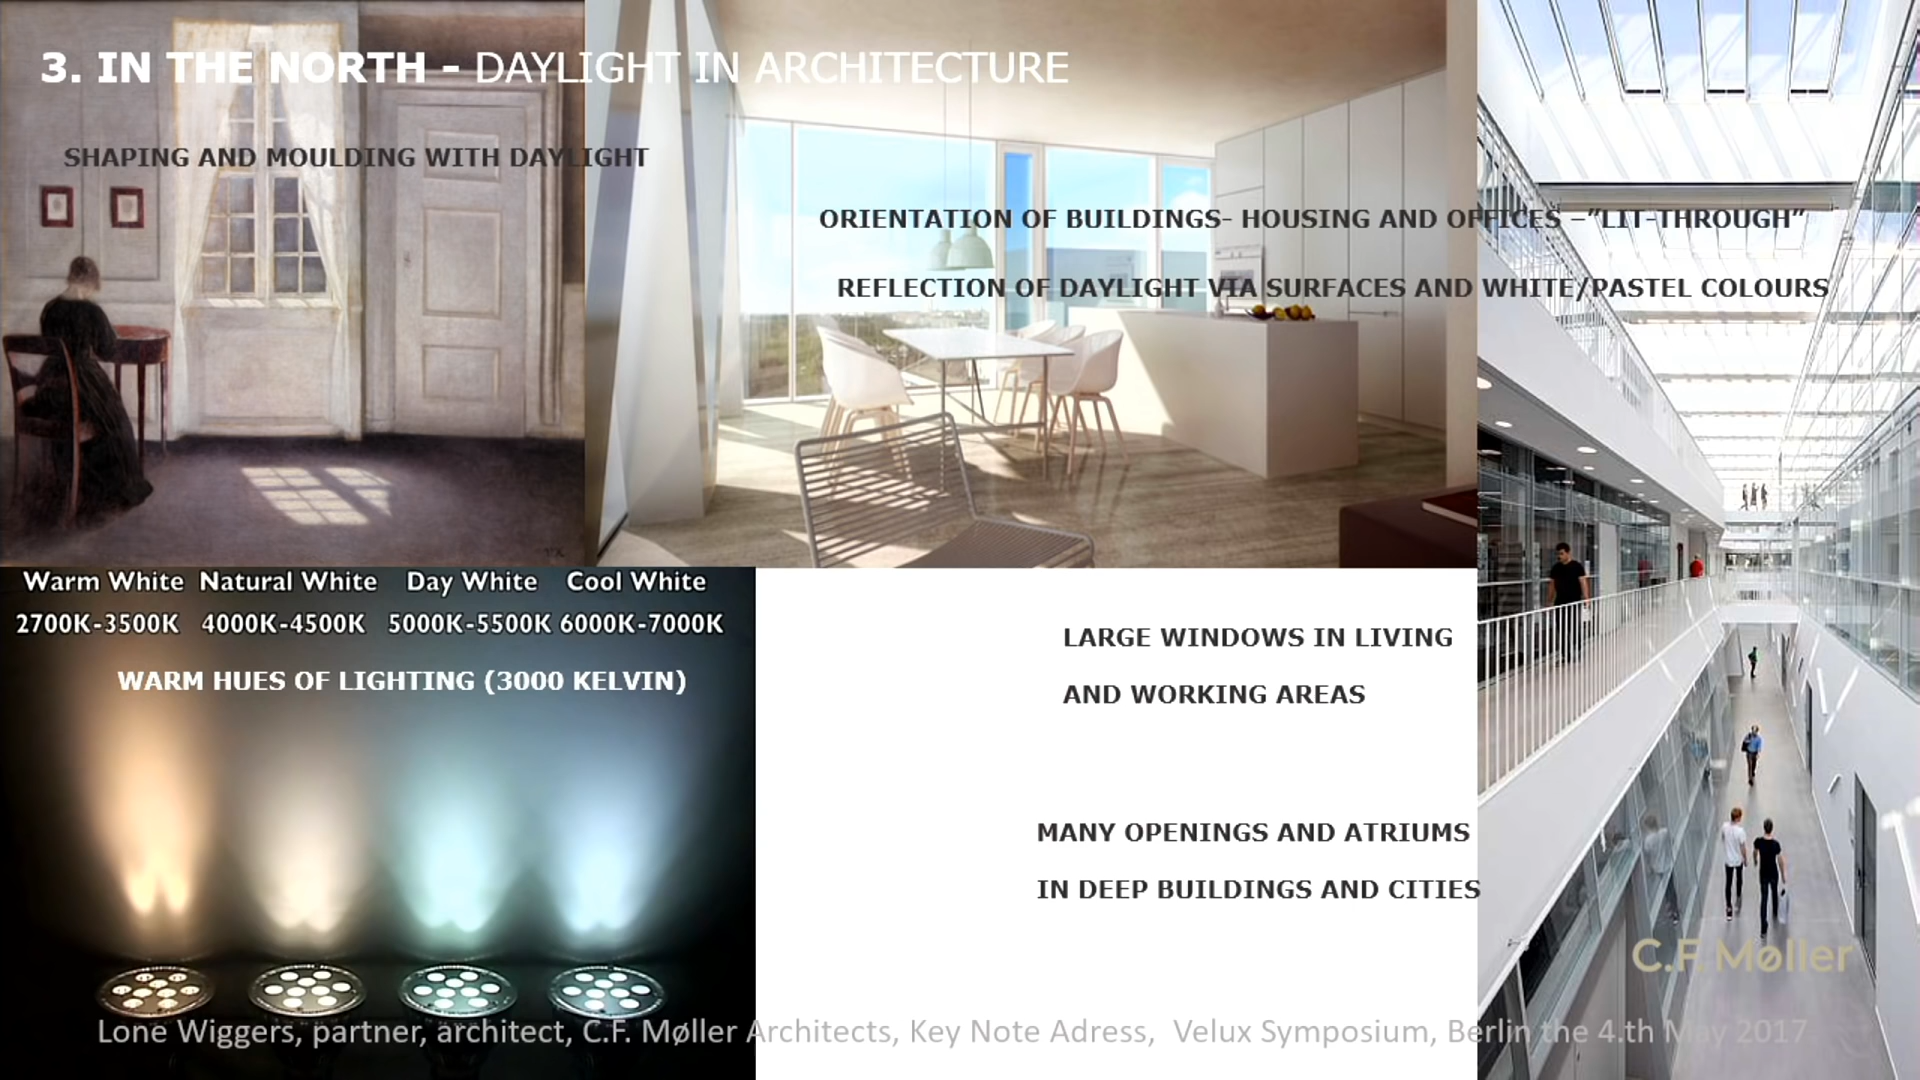 3. IN THE NORTH - DAYLIGHT IN ARCHITECTURE
SHAPING AND MOULDING WITH DAYLIGHT
ORIENTATION OF BUILDINGS- HOUSING AND OFFICES –”LIT-THROUGH”
REFLECTION OF DAYLIGHT VIA SURFACES AND WHITE/PASTEL COLOURS
Warm White Natural White Day White Cool White
2700K-3500K 4000K-4500K 5000K-5500K 6000K-7000K
WARM HUES OF LIGHTING (3000 KELVIN)
LARGE WINDOWS IN LIVING
AND WORKING AREAS
MANY OPENINGS AND ATRIUMS
IN DEEP BUILDINGS AND CITIES
C.F. Møller
Lone Wiggers, partner, architect, C.F. Møller Architects, Key Note Adress, Velux Symposium, Berlin the 4.th May 2017